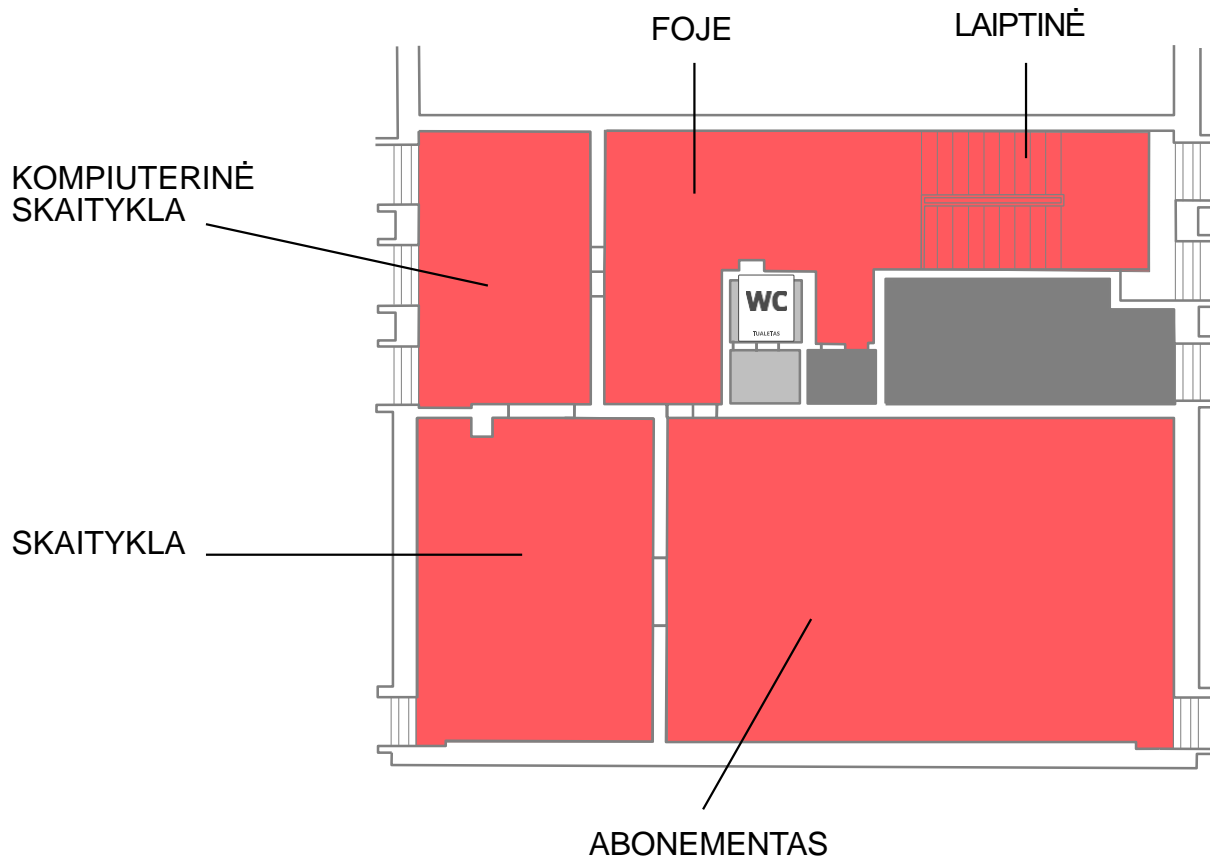 FOJE
LAIPTINĖ
KOMPIUTERINĖ
SKAITYKLA
WC
TUALETAS
SKAITYKLA
ABONEMENTAS